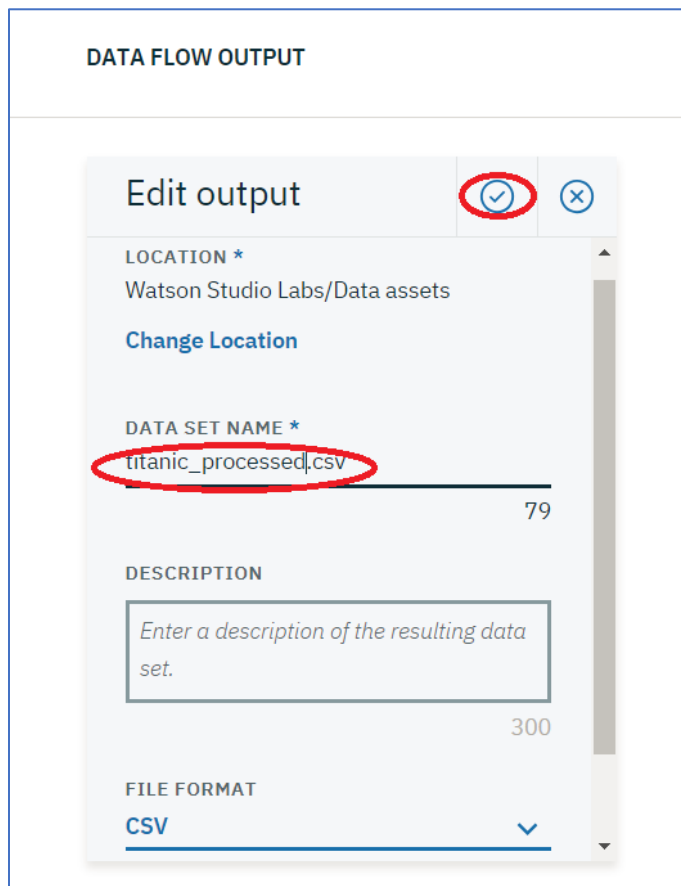 DATA FLOW OUTPUT
Edit output
LOCATION *
Watson Studio Labs/Data assets
Change Location
DATA SET NAME *
titanic_processed.csv
79
DESCRIPTION
Enter a description of the resulting data
set.
300
FILE FORMAT
CSV